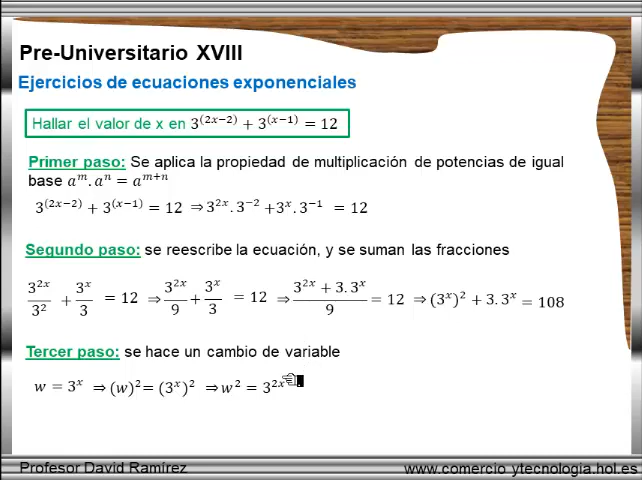 Pre-Universitario XVIII
Ejercicios de ecuaciones exponenciales
Hallar el valor de x en 3^(2x−2) + 3^(x−1) = 12
Primer paso: Se aplica la propiedad de multiplicación de potencias de igual
base a^m . a^n = a^(m+n)
3^(2x−2) + 3^(x−1) = 12 ⇒ 3^2x . 3^−2 + 3^x . 3^−1 = 12
Segundo paso: se reescribe la ecuación, y se suman las fracciones
3^2x/3^2 + 3^x/3 = 12 ⇒ 3^2x/9 + 3^x/3 = 12 ⇒ (3^2x + 3. 3^x)/9 = 12 ⇒ (3^x)^2 + 3. 3^x = 108
Tercer paso: se hace un cambio de variable
w = 3^x ⇒ (w)^2 = (3^x)^2 ⇒ w^2 = 3^2x
Profesor David Ramírez www.comercio ytecnologia.hol.es